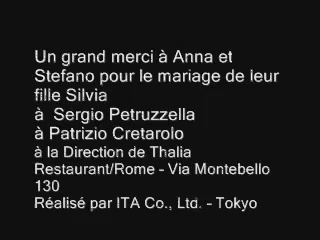 Un grand merci à Anna et
Stefano pour le mariage de leur
fille Silvia
à  Sergio Petruzzella
à Patrizio Cretarolo
à la Direction de Thalia
Restaurant/Rome - Via Montebello
130
Réalisé par ITA Co., Ltd. - Tokyo